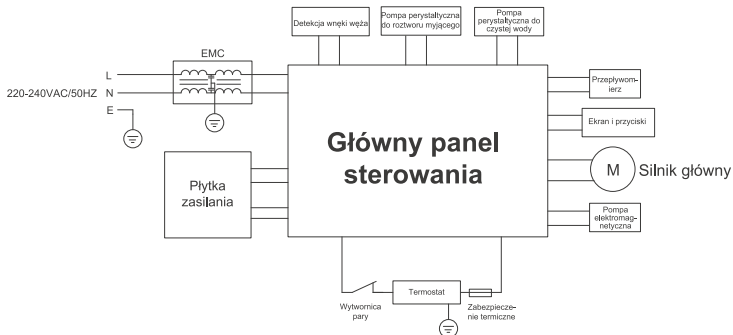 Detekcja wnęki węża
Pompa perystaltyczna
do roztworu myjącego
Pompa
perystaltyczna do
czystej wody
EMC
L
220-240VAC/50HZ
N
E
Przepływom-
ierz
Ekran i przyciski
Główny panel
sterowania
M
Silnik główny
Płytka
zasilania
Pompa
elektromag-
netyczna
Wytwornica
pary
Termostat
Zabezpiecze-
nie termiczne